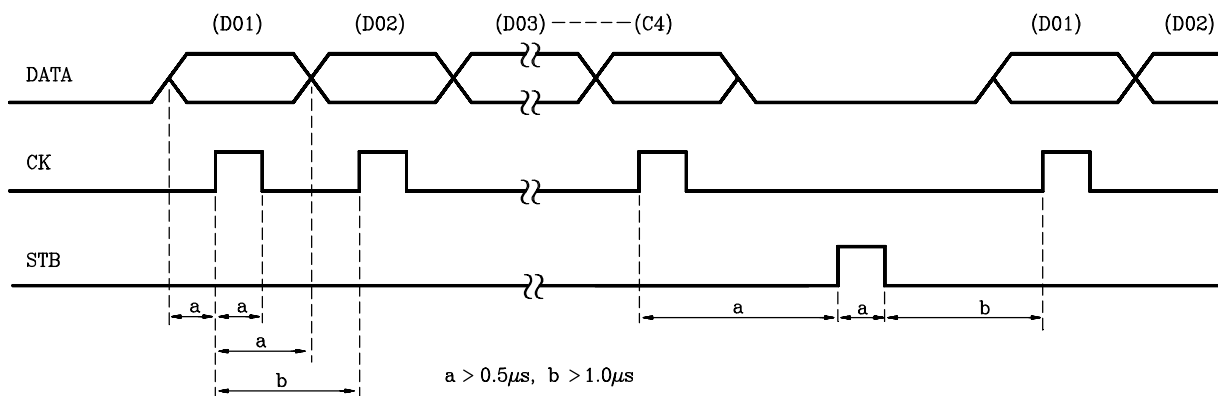 (D01) (D02) (D03) ----- (C4) (D01) (D02)
DATA
CK
STB
a a a a b
a
b
a > 0.5μs, b > 1.0μs